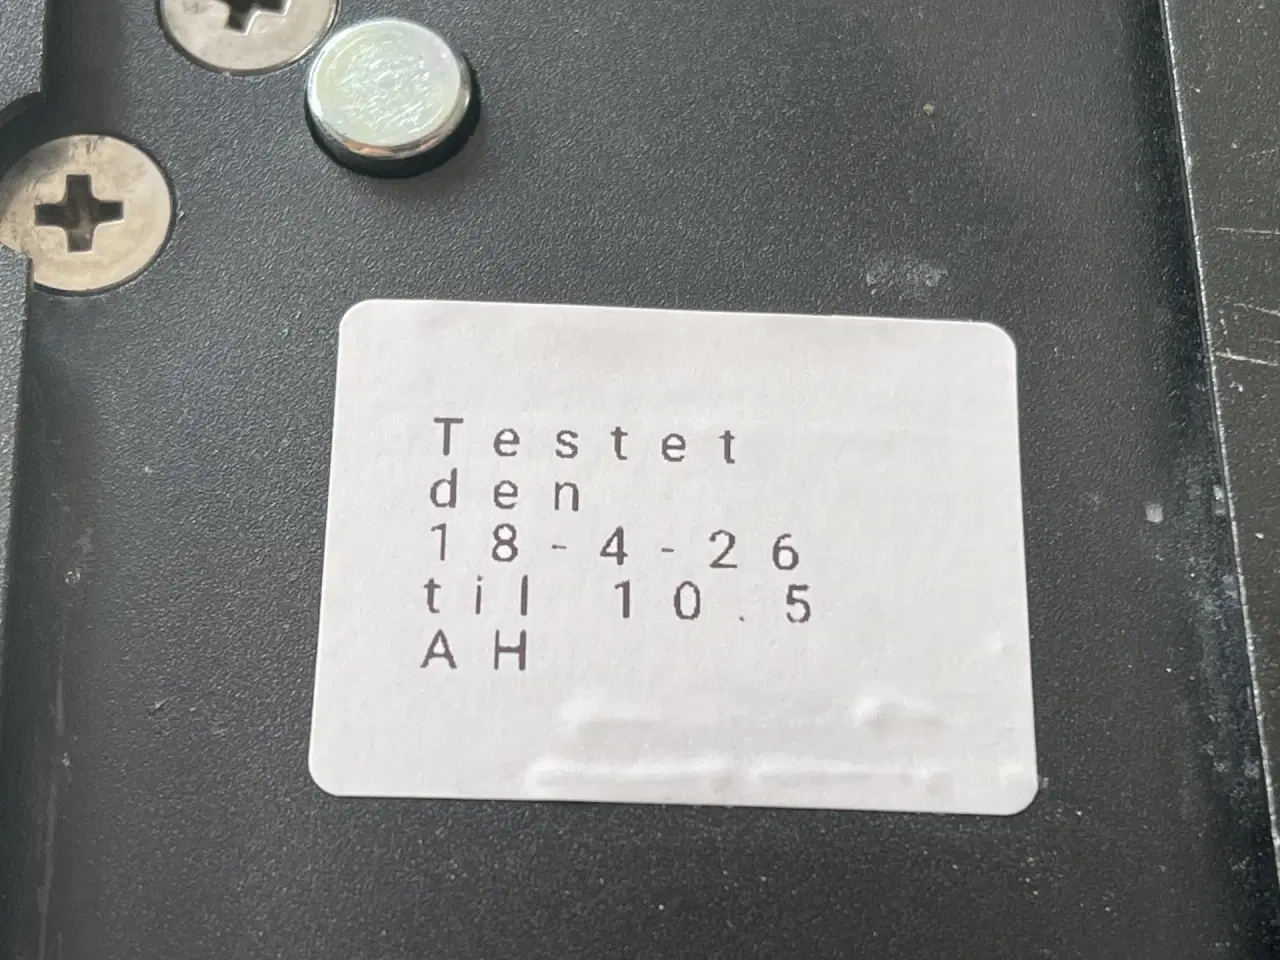 Testet
den
18-4-26
til 10.5
AH